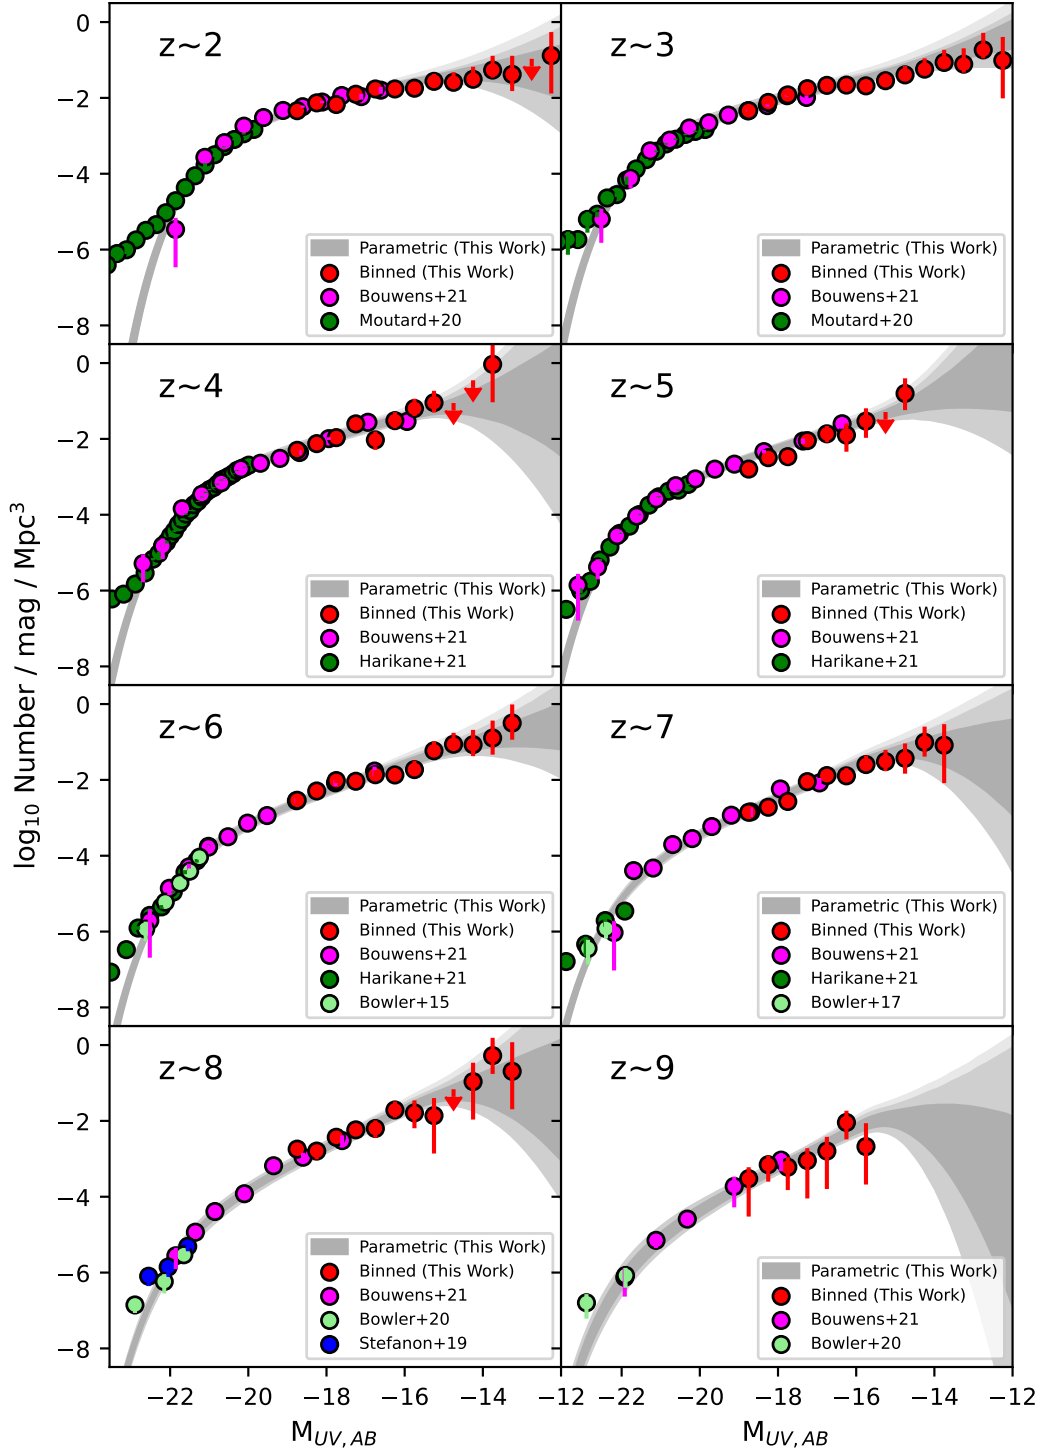 z~2
0
−2
−4
−6
−8
Parametric (This Work)
Binned (This Work)
Bouwens+21
Moutard+20
z~3
Parametric (This Work)
Binned (This Work)
Bouwens+21
Moutard+20
z~4
0
−2
−4
−6
−8
Parametric (This Work)
Binned (This Work)
Bouwens+21
Harikane+21
z~5
Parametric (This Work)
Binned (This Work)
Bouwens+21
Harikane+21
log₁₀ Number / mag / Mpc³
z~6
0
−2
−4
−6
−8
Parametric (This Work)
Binned (This Work)
Bouwens+21
Harikane+21
Bowler+15
z~7
Parametric (This Work)
Binned (This Work)
Bouwens+21
Harikane+21
Bowler+17
z~8
0
−2
−4
−6
−8
Parametric (This Work)
Binned (This Work)
Bouwens+21
Bowler+20
Stefanon+19
z~9
Parametric (This Work)
Binned (This Work)
Bouwens+21
Bowler+20
−22 −20 −18 −16 −14 −12 −22 −20 −18 −16 −14 −12
M_{UV, AB} M_{UV, AB}